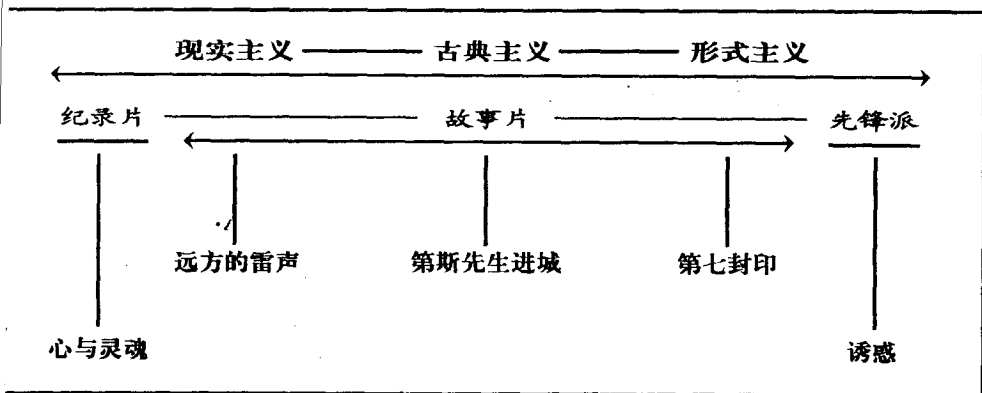 现实主义 古典主义 形式主义
纪录片 故事片 先锋派
远方的雷声 第斯先生进城 第七封印
心与灵魂 诱惑